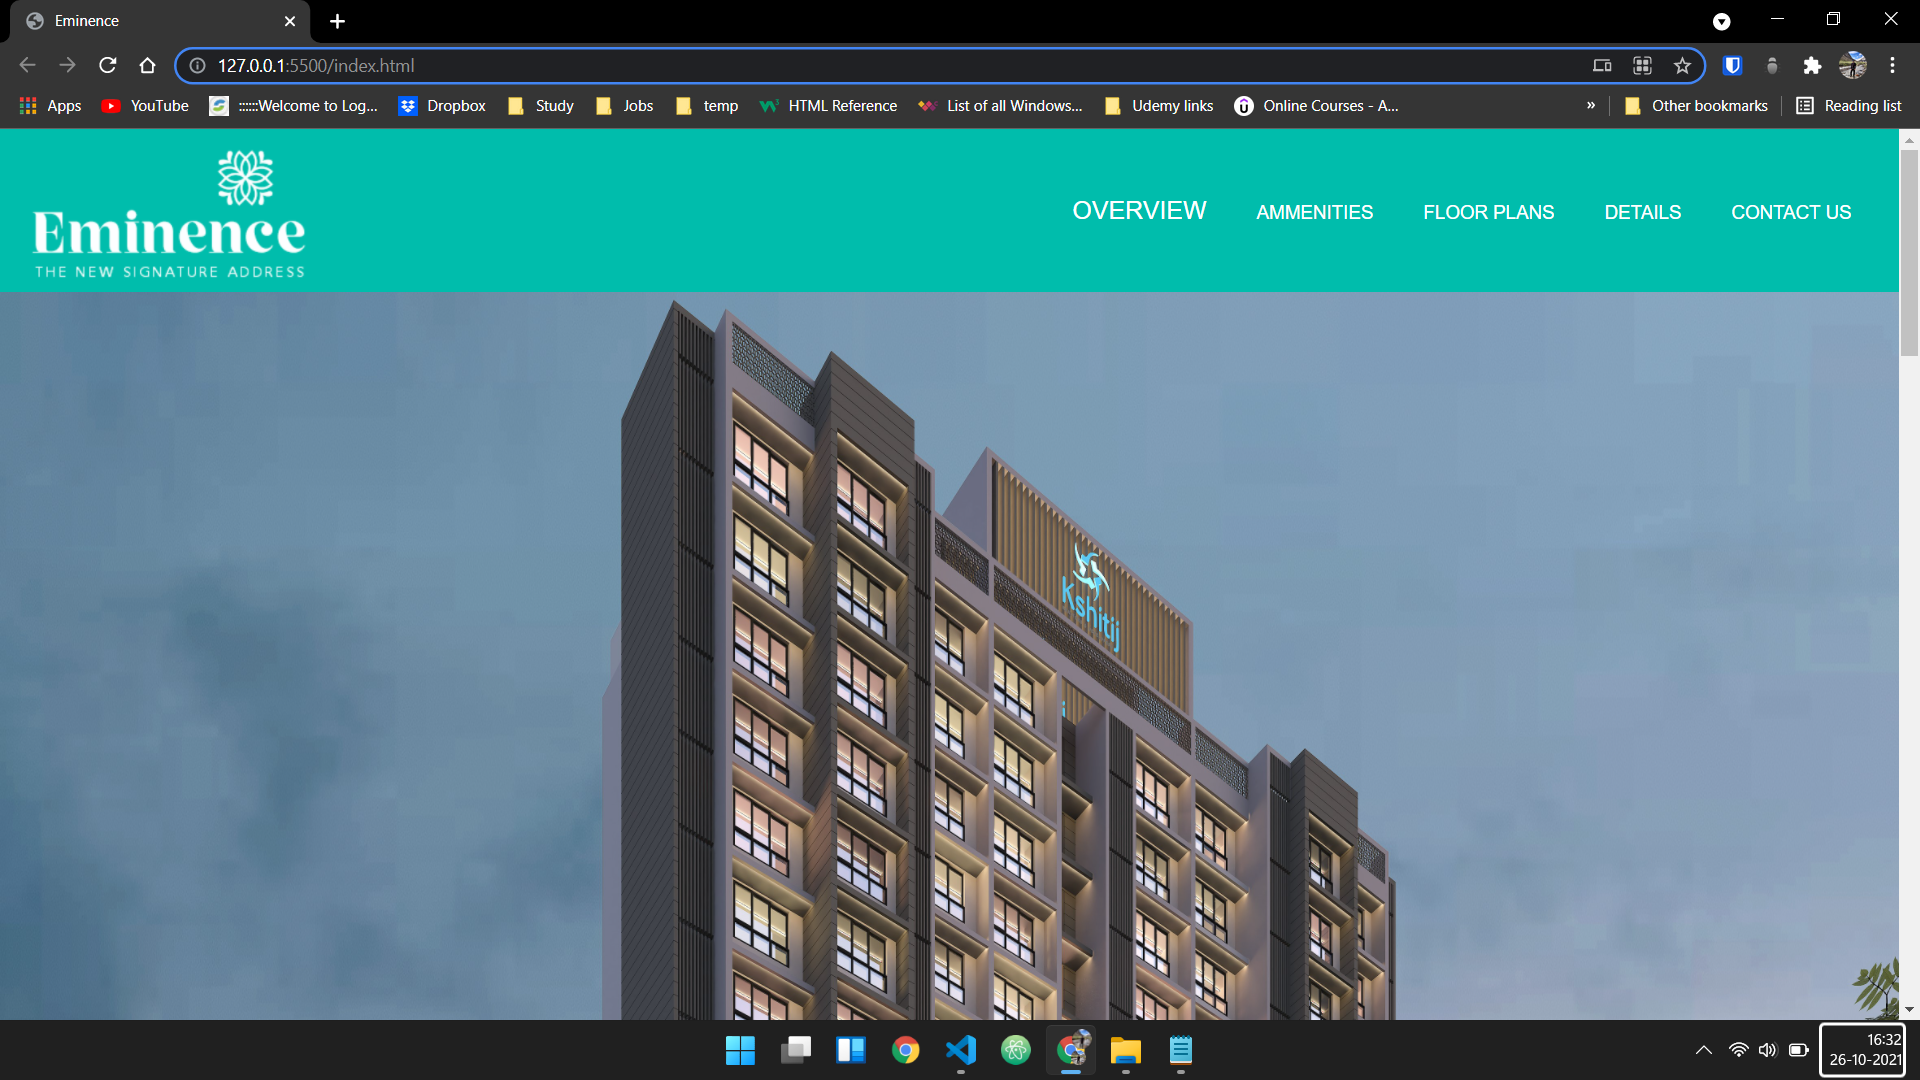 Eminence
127.0.0.1:5500/index.html
Apps YouTube ::::::Welcome to Log... Dropbox Study Jobs temp HTML Reference List of all Windows... Udemy links Online Courses - A... » Other bookmarks Reading list
Eminence
THE NEW SIGNATURE ADDRESS
OVERVIEW AMMENITIES FLOOR PLANS DETAILS CONTACT US
Kshitij
16:32
26-10-2021